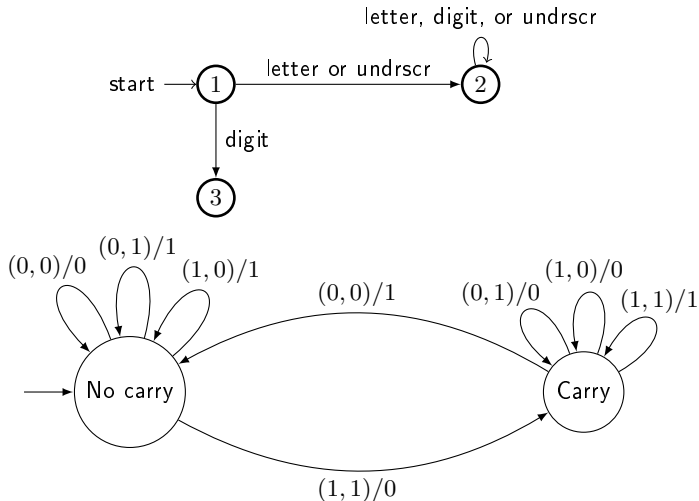 letter, digit, or undrscr
start 1 letter or undrscr 2
digit
3
(0, 1)/1
(0, 0)/0 (1, 0)/1
(0, 0)/1
(1, 0)/0
(0, 1)/0 (1, 1)/1
No carry Carry
(1, 1)/0